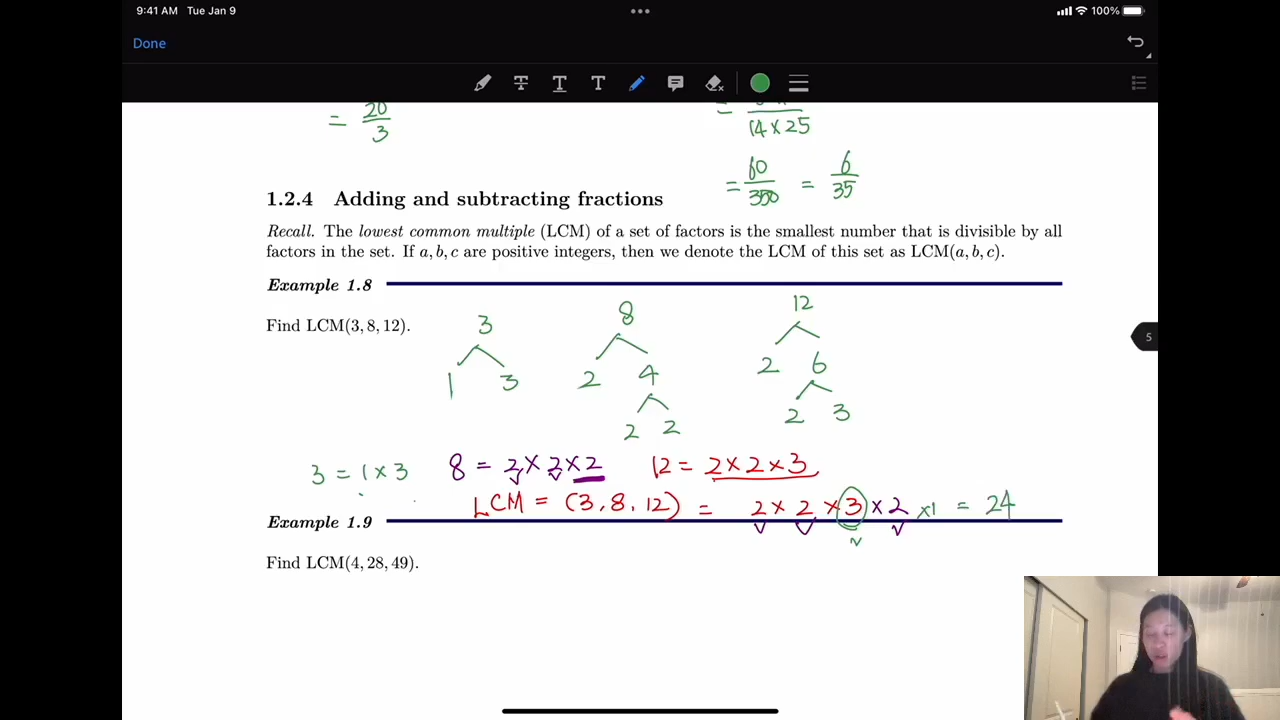 9:41 AM Tue Jan 9
100%
Done
= 20/3
=
14 × 25
= 60/350 = 6/35
1.2.4 Adding and subtracting fractions
Recall. The lowest common multiple (LCM) of a set of factors is the smallest number that is divisible by all
factors in the set. If a, b, c are positive integers, then we denote the LCM of this set as LCM(a, b, c).
Example 1.8
Find LCM(3, 8, 12).
3 8 12
1 3 2 4 2 6
2 2 2 3
3 = 1 × 3 8 = 2 × 2 × 2 12 = 2 × 2 × 3
LCM = (3, 8, 12) = 2 × 2 × 3 × 2 × 1 = 24
Example 1.9
Find LCM(4, 28, 49).
5